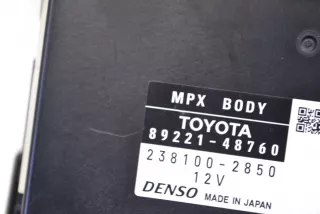 MPX BODY
TOYOTA
89221-48760
238100-2850
12V
DENSO MADE IN JAPAN